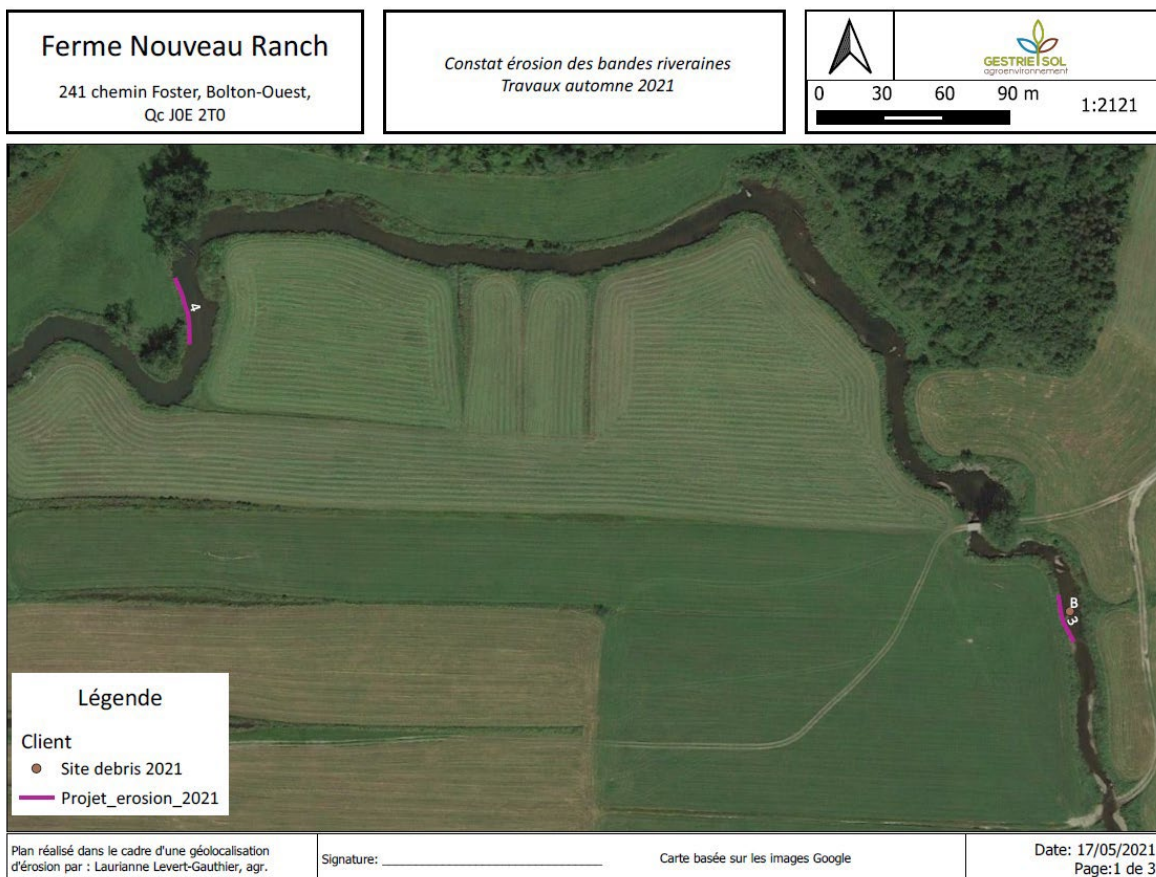 Ferme Nouveau Ranch
241 chemin Foster, Bolton-Ouest,
Qc J0E 2T0
Constat érosion des bandes riveraines
Travaux automne 2021
GESTRIE SOL
agroenvironnement
0 30 60 90 m
1:2121
4
B
3
Légende
Client
Site debris 2021
Projet_erosion_2021
Plan réalisé dans le cadre d'une géolocalisation
d'érosion par : Laurianne Levert-Gauthier, agr.
Signature: ____________________
Carte basée sur les images Google
Date: 17/05/2021
Page:1 de 3